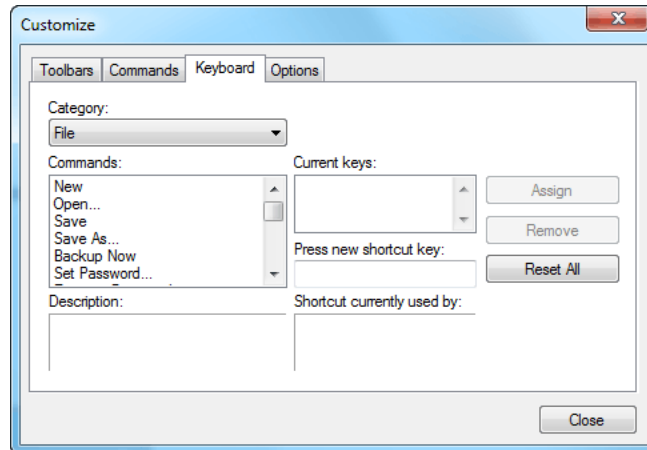 Customize
Toolbars Commands Keyboard Options
Category:
File
Commands:
New
Open...
Save
Save As...
Backup Now
Set Password...
Current keys:
Assign
Remove
Press new shortcut key:
Reset All
Description:
Shortcut currently used by:
Close